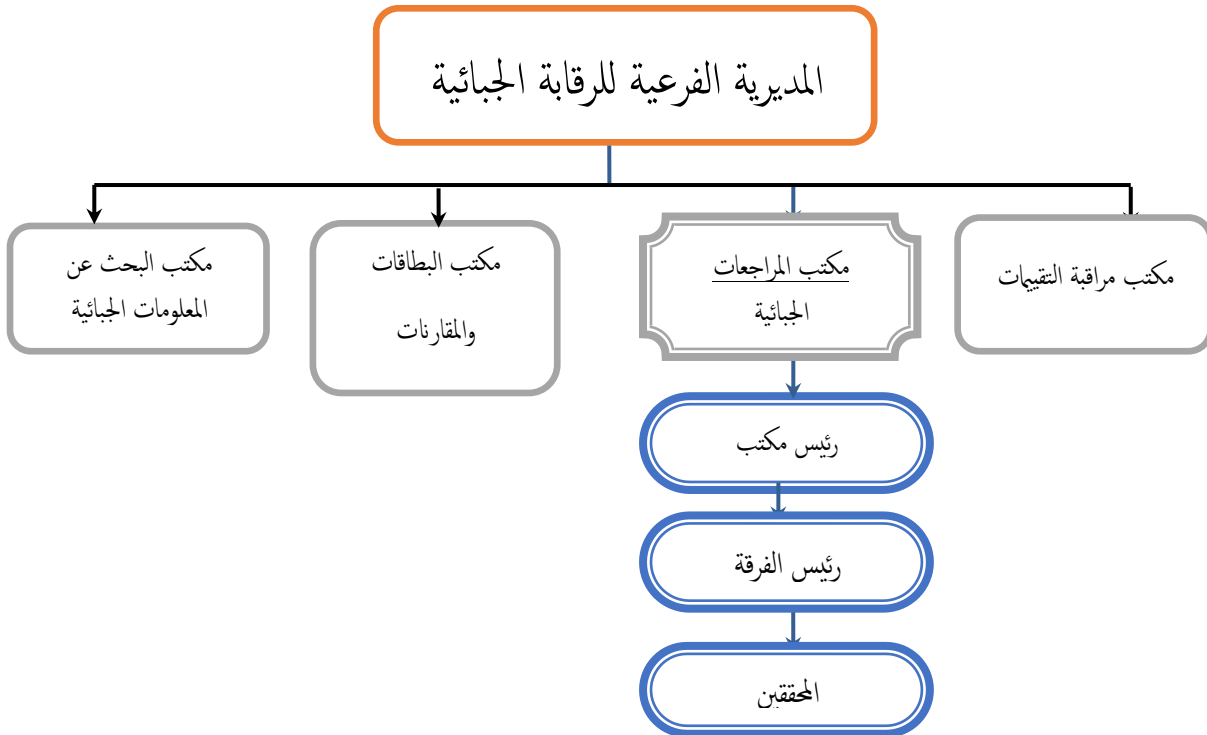 المديرية الفرعية للرقابة الجبائية
مكتب مراقبة التقييمات
مكتب المراجعات
الجبائية
مكتب البطاقات
والمقارنات
مكتب البحث عن
المعلومات الجبائية
رئيس مكتب
رئيس الفرقة
المحققين